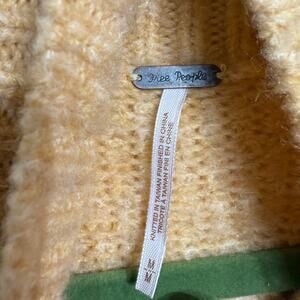 Free People
KNITTED IN TAIWAN FINISHED IN CHINA
TRICOTÉ À TAIWAN FINI EN CHINE
M
M